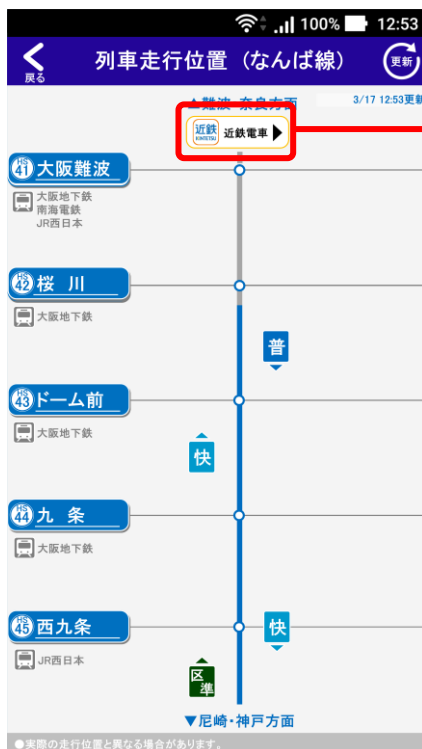 100% 12:53
戻る
列車走行位置（なんば線）
更新
▲難波・奈良方面
3/17 12:53更新
近鉄
KINTETSU
近鉄電車▶
HS
41
大阪難波
大阪地下鉄
南海電鉄
JR西日本
HS
42
桜 川
大阪地下鉄
普
HS
43
ドーム前
大阪地下鉄
快
HS
44
九 条
大阪地下鉄
HS
45
西九条
快
JR西日本
区準
▼尼崎・神戸方面
●実際の走行位置と異なる場合があります。